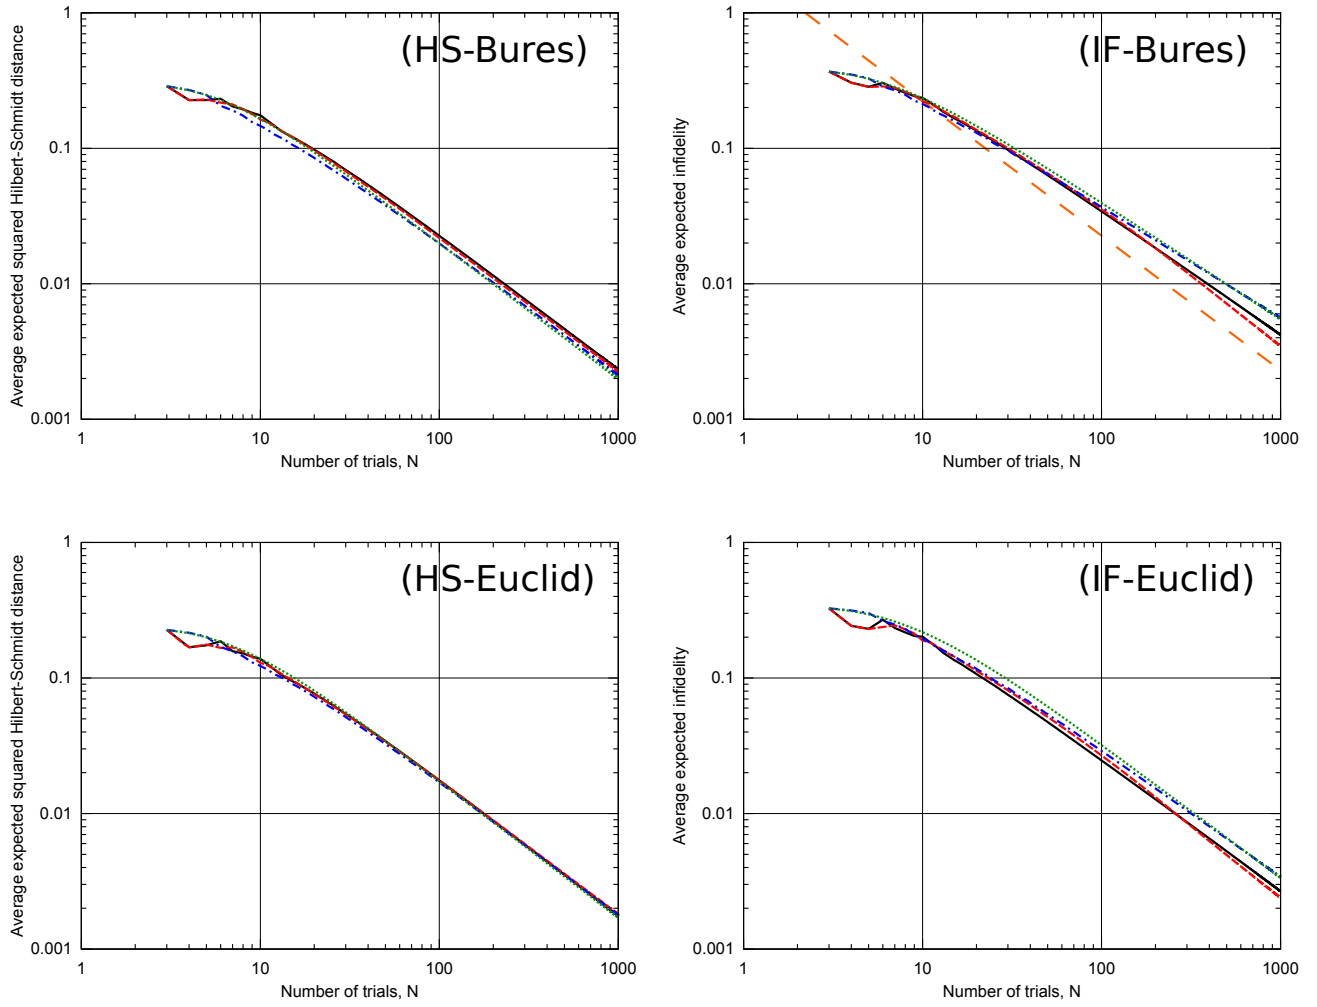 Average expected squared Hilbert-Schmidt distance
1
0.1
0.01
0.001
(HS-Bures)
1 10 100 1000
Number of trials, N
Average expected infidelity
1
0.1
0.01
0.001
(IF-Bures)
1 10 100 1000
Number of trials, N
Average expected squared Hilbert-Schmidt distance
1
0.1
0.01
0.001
(HS-Euclid)
1 10 100 1000
Number of trials, N
Average expected infidelity
1
0.1
0.01
0.001
(IF-Euclid)
1 10 100 1000
Number of trials, N